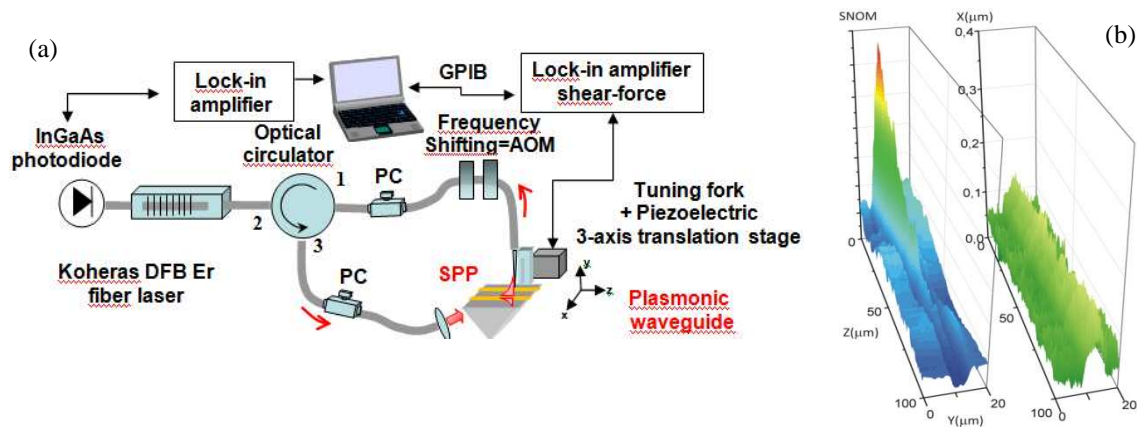 (a)
Lock-in
amplifier
GPIB
Lock-in amplifier
shear-force
InGaAs
photodiode
Optical
circulator
Frequency
Shifting=AOM
1
PC
2
3
Tuning fork
+ Piezoelectric
3-axis translation stage
Koheras DFB Er
fiber laser
PC
SPP
y
z
x
Plasmonic
waveguide
(b)
SNOM
X(µm)
0,4
0,3
0,2
0,1
0,0
0
0
50
50
Z(µm)
Z(µm)
100
0
20
100
0
20
Y(µm)
Y(µm)